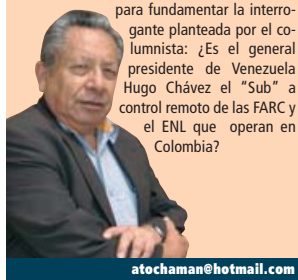 para fundamentar la interro-
gante planteada por el co-
lumnista: ¿Es el general
presidente de Venezuela
Hugo Chávez el “Sub” a
control remoto de las FARC y
el ENL que operan en
Colombia?
atochaman@hotmail.com